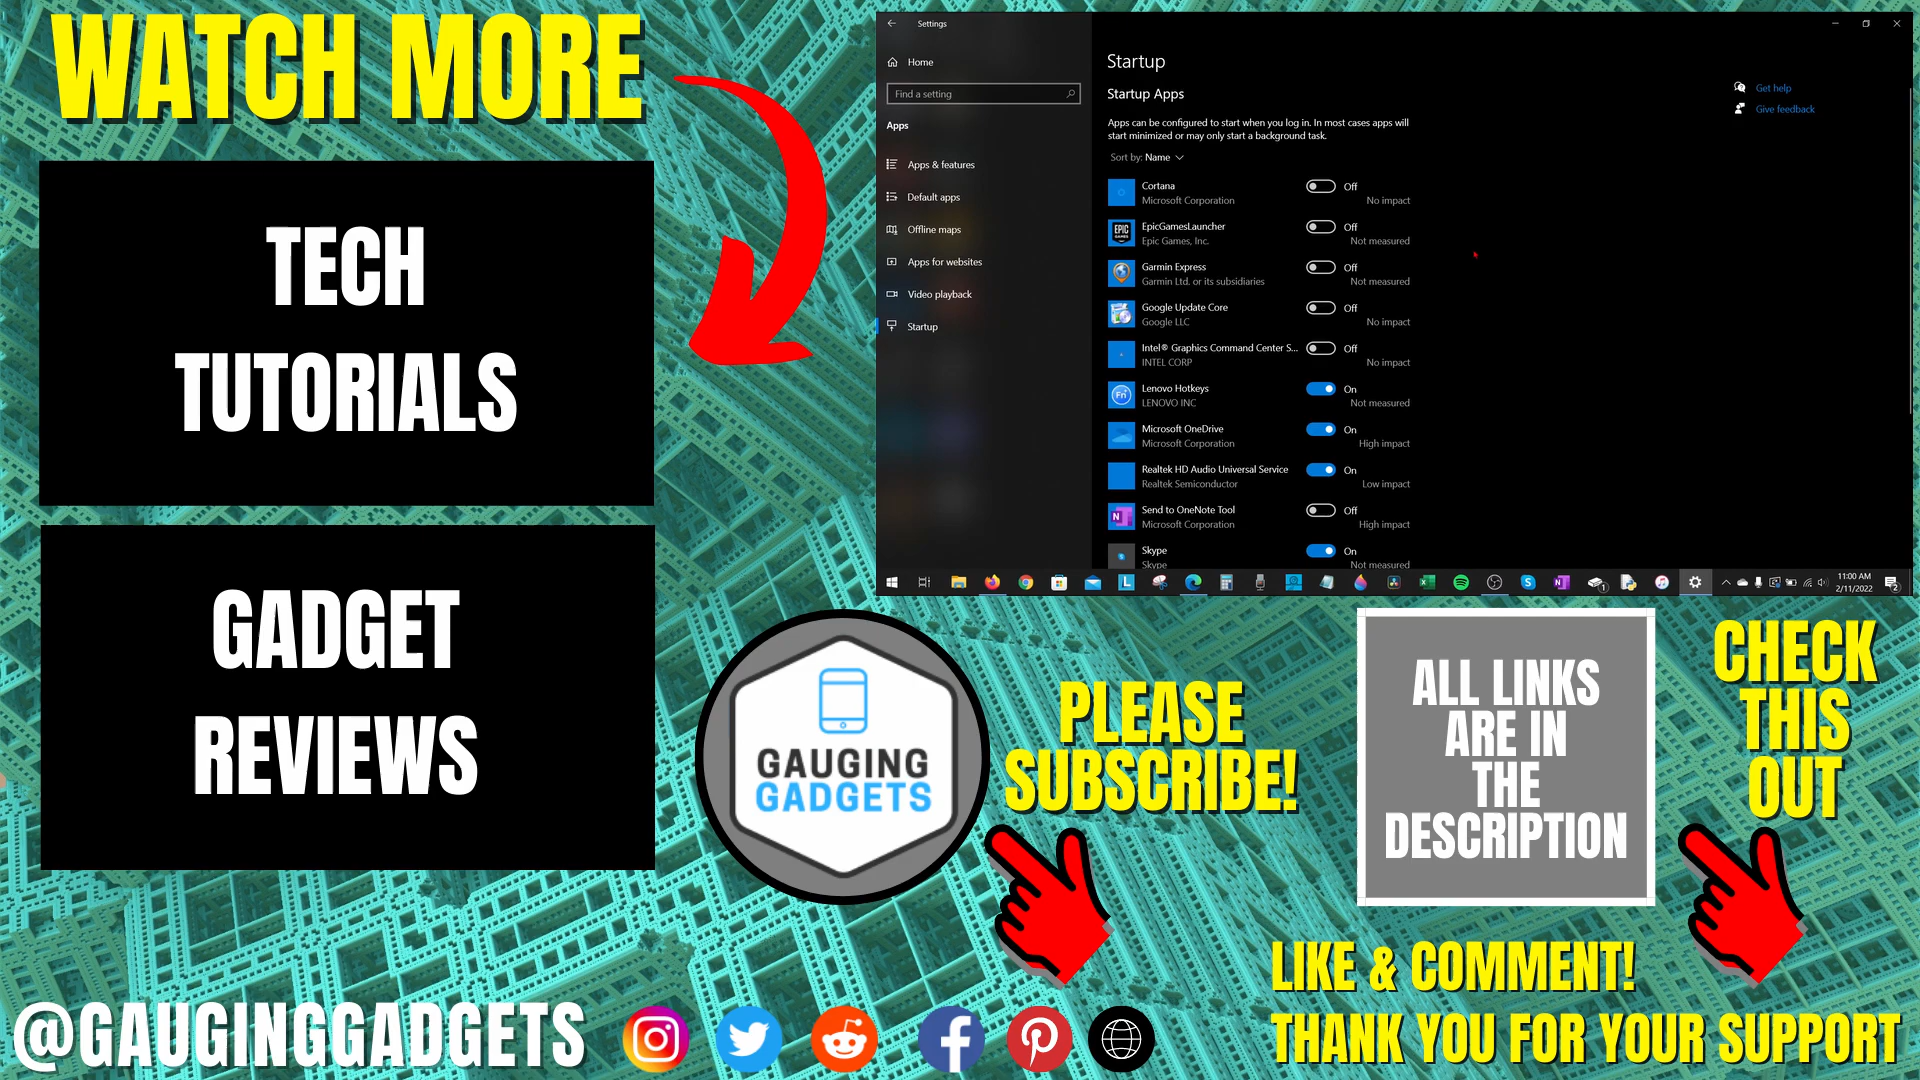 WATCH MORE
TECH
TUTORIALS
GADGET
REVIEWS
Settings
Home
Find a setting
Apps
Apps & features
Default apps
Offline maps
Apps for websites
Video playback
Startup
Startup
Startup Apps
Apps can be configured to start when you log in. In most cases apps will
start minimized or may only start a background task.
Sort by: Name
Cortana
Microsoft Corporation
Off
No impact
EpicGamesLauncher
Epic Games, Inc.
Off
Not measured
Garmin Express
Garmin Ltd. or its subsidiaries
Off
Not measured
Google Update Core
Google LLC
Off
No impact
Intel® Graphics Command Center S...
INTEL CORP
Off
No impact
Lenovo Hotkeys
LENOVO INC
On
Not measured
Microsoft OneDrive
Microsoft Corporation
On
High impact
Realtek HD Audio Universal Service
Realtek Semiconductor
On
Low impact
Send to OneNote Tool
Microsoft Corporation
Off
High impact
Skype
Skype
On
Not measured
Get help
Give feedback
11:00 AM
2/11/2022
GAUGING
GADGETS
PLEASE
SUBSCRIBE!
ALL LINKS
ARE IN
THE
DESCRIPTION
CHECK
THIS
OUT
LIKE & COMMENT!
THANK YOU FOR YOUR SUPPORT
@GAUGINGGADGETS